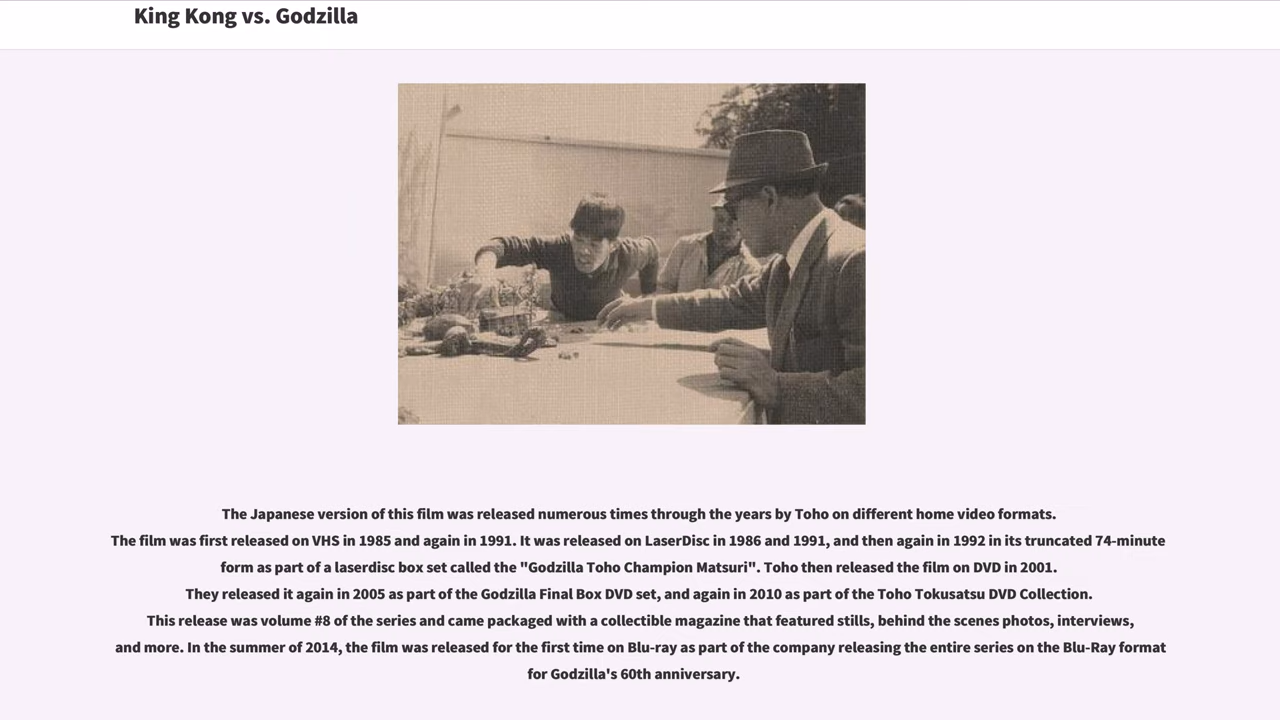 King Kong vs. Godzilla
The Japanese version of this film was released numerous times through the years by Toho on different home video formats.
The film was first released on VHS in 1985 and again in 1991. It was released on LaserDisc in 1986 and 1991, and then again in 1992 in its truncated 74-minute
form as part of a laserdisc box set called the "Godzilla Toho Champion Matsuri". Toho then released the film on DVD in 2001.
They released it again in 2005 as part of the Godzilla Final Box DVD set, and again in 2010 as part of the Toho Tokusatsu DVD Collection.
This release was volume #8 of the series and came packaged with a collectible magazine that featured stills, behind the scenes photos, interviews,
and more. In the summer of 2014, the film was released for the first time on Blu-ray as part of the company releasing the entire series on the Blu-Ray format
for Godzilla's 60th anniversary.